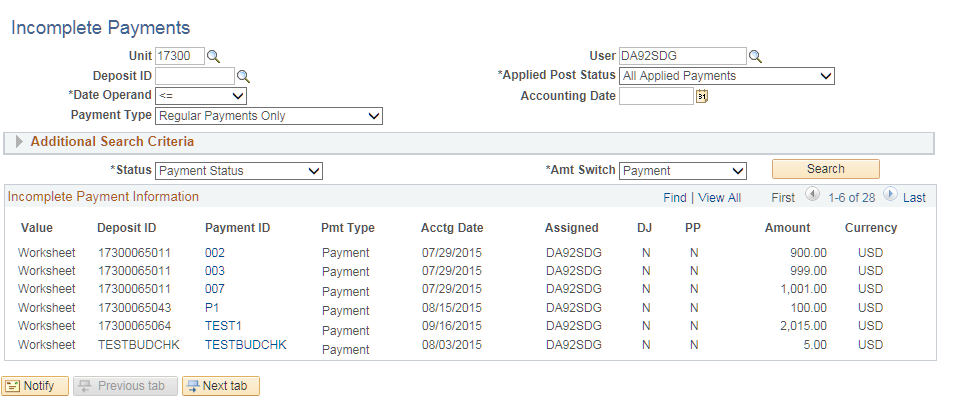 Incomplete Payments
Unit 17300 User DA92SDG
Deposit ID *Applied Post Status All Applied Payments
*Date Operand <= Accounting Date 31
Payment Type Regular Payments Only
Additional Search Criteria
*Status Payment Status *Amt Switch Payment Search
Incomplete Payment Information Find | View All First 1-6 of 28 Last
Value Deposit ID Payment ID Pmt Type Acctg Date Assigned DJ PP Amount Currency
Worksheet 17300065011 002 Payment 07/29/2015 DA92SDG N N 900.00 USD
Worksheet 17300065011 003 Payment 07/29/2015 DA92SDG N N 999.00 USD
Worksheet 17300065011 007 Payment 07/29/2015 DA92SDG N N 1,001.00 USD
Worksheet 17300065043 P1 Payment 08/15/2015 DA92SDG N N 100.00 USD
Worksheet 17300065064 TEST1 Payment 09/16/2015 DA92SDG N N 2,015.00 USD
Worksheet TESTBUDCHK TESTBUDCHK Payment 08/03/2015 DA92SDG N N 5.00 USD
Notify Previous tab Next tab